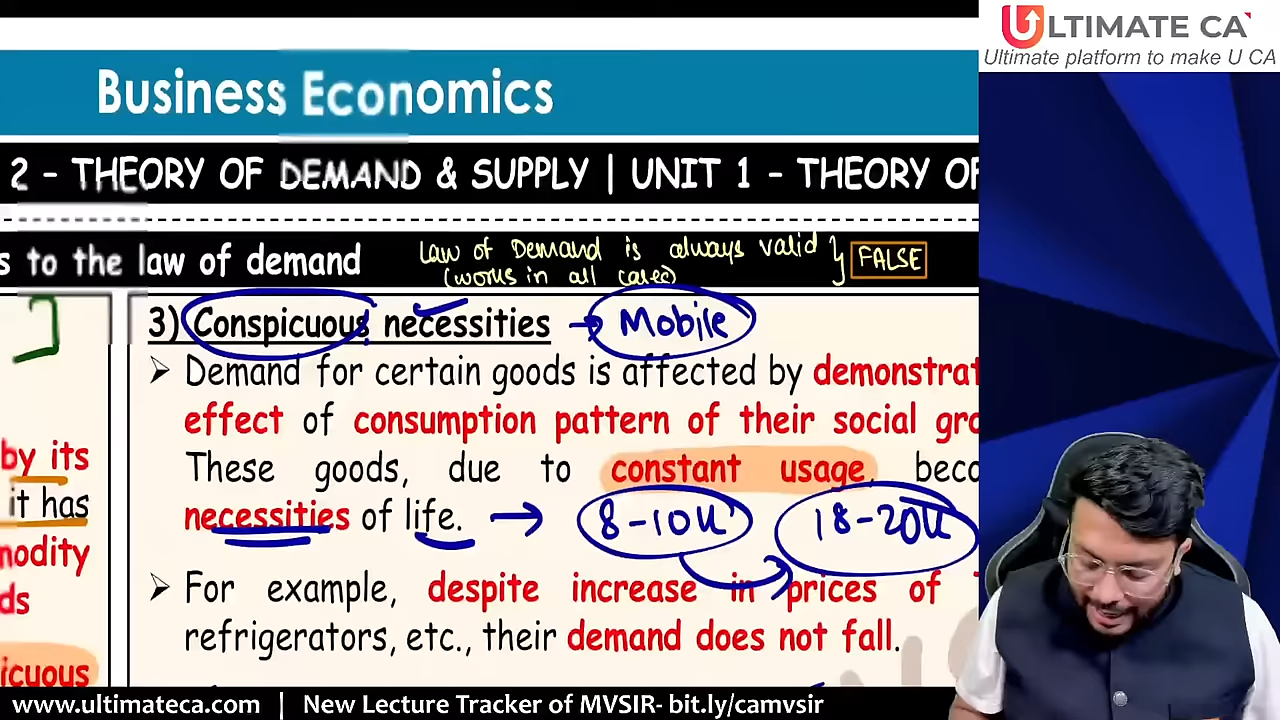 ULTIMATE CA
Ultimate platform to make U CA
Business Economics
2 – THEORY OF DEMAND & SUPPLY | UNIT 1 – THEORY OF
s to the law of demand
Law of Demand is always valid
(works in all cases)
FALSE
by its
it has
modity
ds
icuous
3) Conspicuous necessities → Mobile
➤ Demand for certain goods is affected by demonstrat
effect of consumption pattern of their social gro
These goods, due to constant usage, beco
necessities of life. → 8-10K 18-20K
➤ For example, despite increase in prices of T
refrigerators, etc., their demand does not fall.
www.ultimateca.com | New Lecture Tracker of MVSIR- bit.ly/camvsir